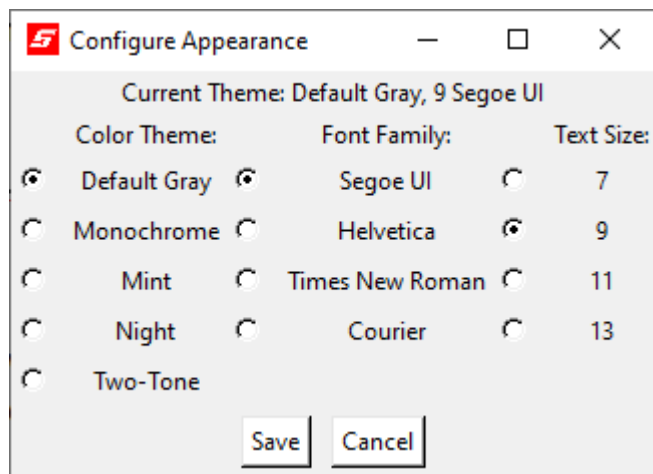 Configure Appearance
Current Theme: Default Gray, 9 Segoe UI
Color Theme: Font Family: Text Size:
Default Gray Segoe UI 7
Monochrome Helvetica 9
Mint Times New Roman 11
Night Courier 13
Two-Tone
Save Cancel